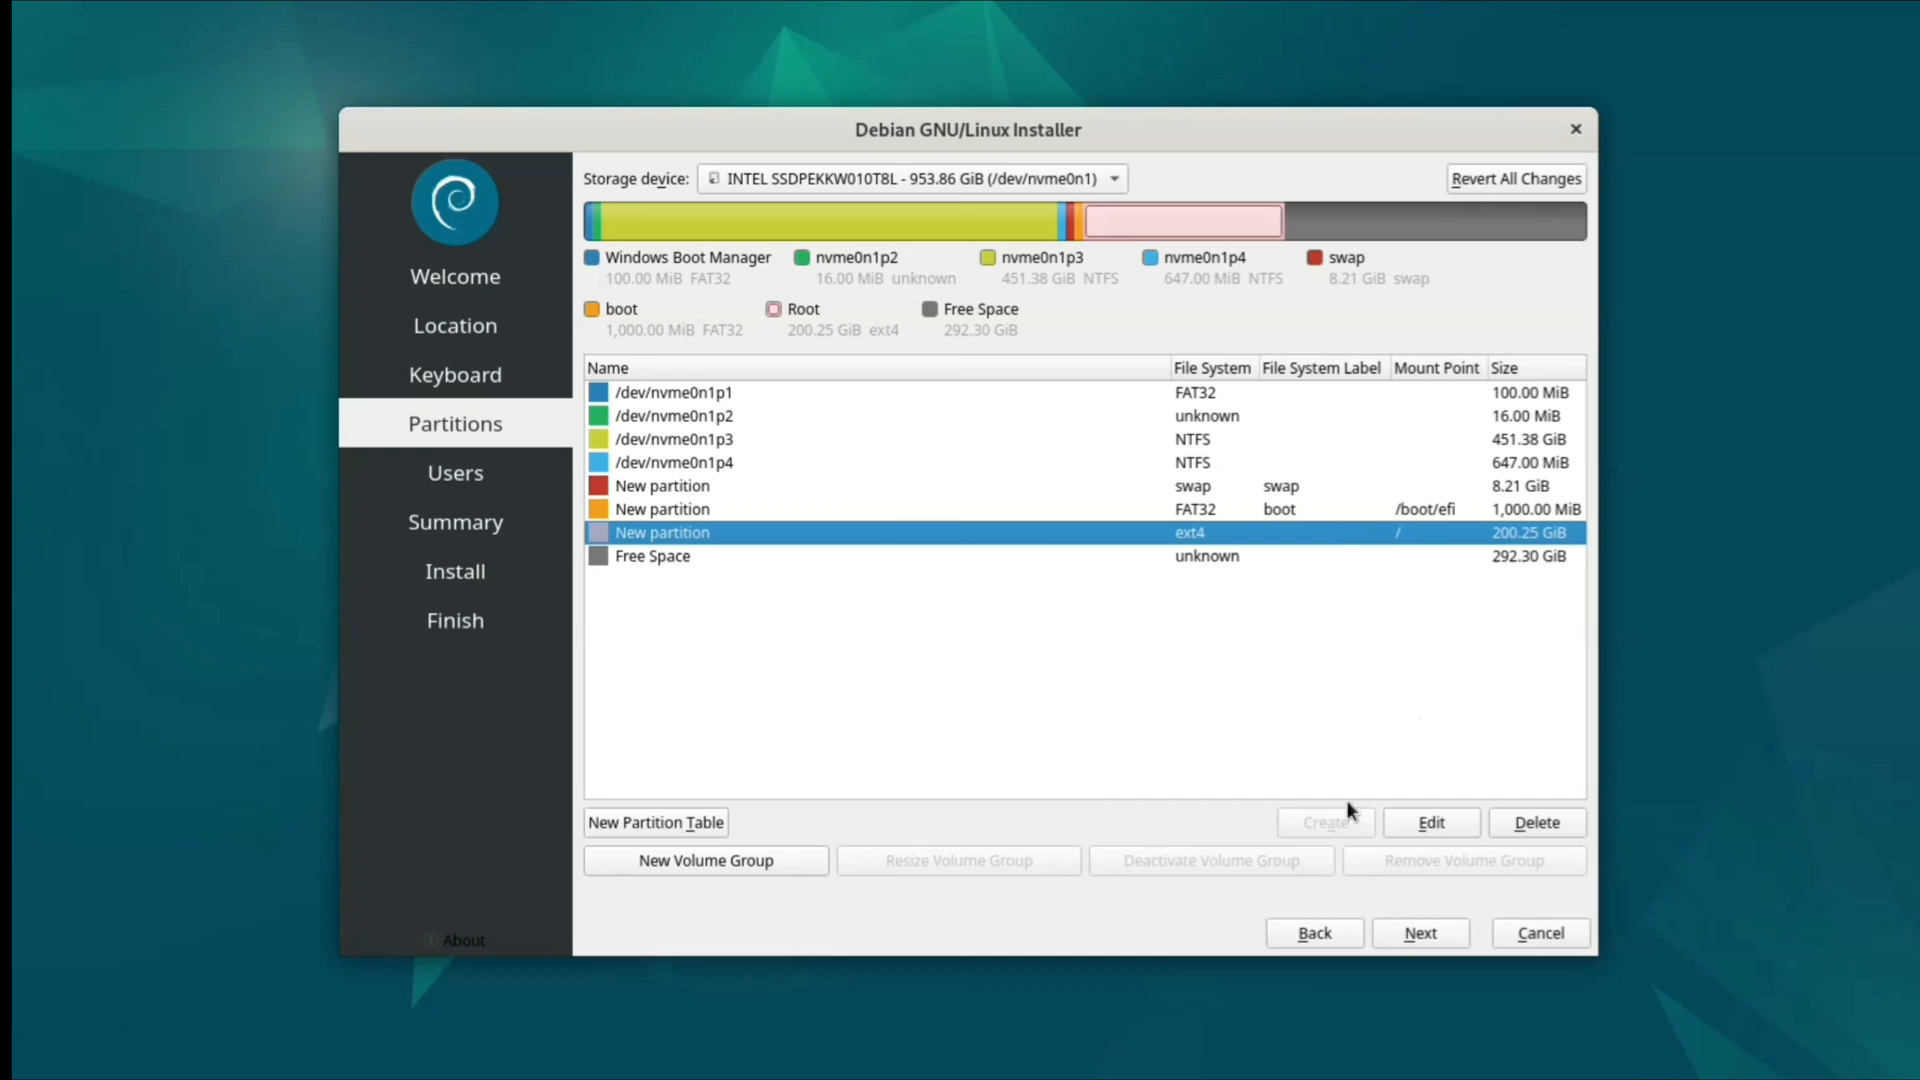 Debian GNU/Linux Installer
×
Welcome
Location
Keyboard
Partitions
Users
Summary
Install
Finish
About
Storage device: INTEL SSDPEKKW010T8L - 953.86 GiB (/dev/nvme0n1)
Revert All Changes
Windows Boot Manager nvme0n1p2 nvme0n1p3 nvme0n1p4 swap
100.00 MiB FAT32 16.00 MiB unknown 451.38 GiB NTFS 647.00 MiB NTFS 8.21 GiB swap
boot Root Free Space
1,000.00 MiB FAT32 200.25 GiB ext4 292.30 GiB
Name File System File System Label Mount Point Size
/dev/nvme0n1p1 FAT32 100.00 MiB
/dev/nvme0n1p2 unknown 16.00 MiB
/dev/nvme0n1p3 NTFS 451.38 GiB
/dev/nvme0n1p4 NTFS 647.00 MiB
New partition swap swap 8.21 GiB
New partition FAT32 boot /boot/efi 1,000.00 MiB
New partition ext4 / 200.25 GiB
Free Space unknown 292.30 GiB
New Partition Table Create Edit Delete
New Volume Group Resize Volume Group Deactivate Volume Group Remove Volume Group
Back Next Cancel